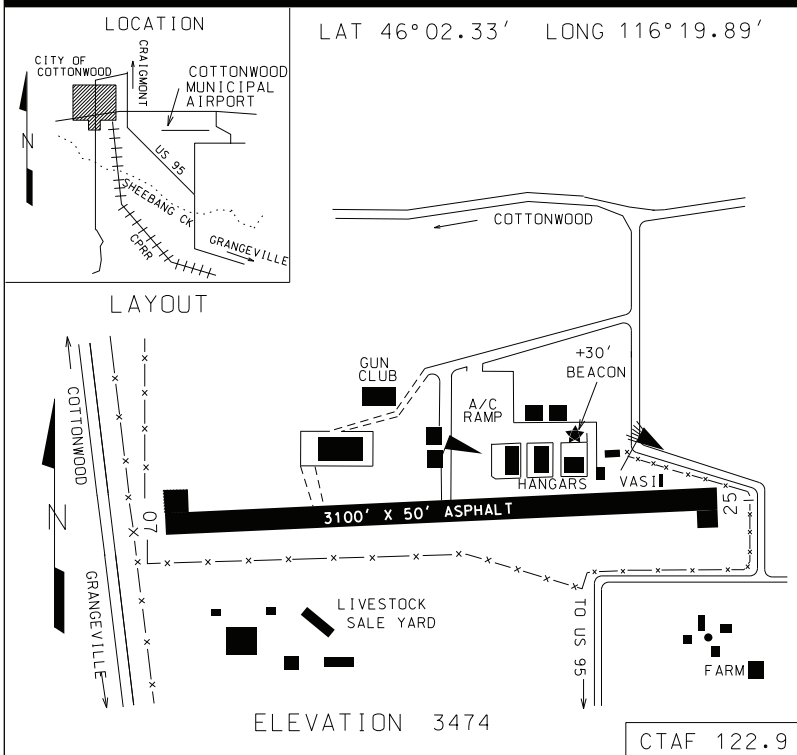 LOCATION
LAT 46°02.33' LONG 116°19.89'
CITY OF
COTTONWOOD
CRAIGMONT
COTTONWOOD
MUNICIPAL
AIRPORT
N
US 95
SHEEBANG CK
CPRR
GRANGEVILLE
COTTONWOOD
LAYOUT
+30'
BEACON
GUN
CLUB
A/C
RAMP
COTTONWOOD
N
HANGARS
VASI
07
3100' X 50' ASPHALT
25
GRANGEVILLE
LIVESTOCK
SALE YARD
TO US 95
FARM
ELEVATION 3474
CTAF 122.9